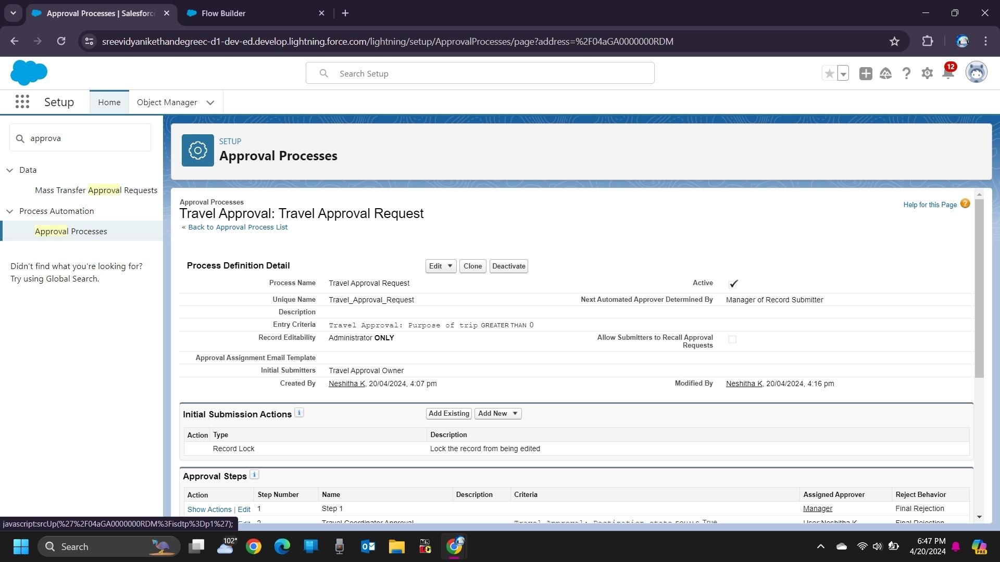 Approval Processes | Salesforc
Flow Builder
sreevidyanikethandegreec-d1-dev-ed.develop.lightning.force.com/lightning/setup/ApprovalProcesses/page?address=%2F04aGA0000000RDM
Search Setup
12
Setup
Home
Object Manager
approva
Data
Mass Transfer Approval Requests
Process Automation
Approval Processes
Didn't find what you're looking for?
Try using Global Search.
SETUP
Approval Processes
Approval Processes
Travel Approval: Travel Approval Request
« Back to Approval Process List
Help for this Page ?
Process Definition Detail Edit Clone Deactivate
Process Name Travel Approval Request Active
Unique Name Travel_Approval_Request Next Automated Approver Determined By Manager of Record Submitter
Description
Entry Criteria Travel Approval: Purpose of trip GREATER THAN 0
Record Editability Administrator ONLY Allow Submitters to Recall Approval
Requests
Approval Assignment Email Template
Initial Submitters Travel Approval Owner
Created By Neshitha K, 20/04/2024, 4:07 pm Modified By Neshitha K, 20/04/2024, 4:16 pm
Initial Submission Actions i Add Existing Add New
Action Type Description
Record Lock Lock the record from being edited
Approval Steps i
Action Step Number Name Description Criteria Assigned Approver Reject Behavior
Show Actions | Edit 1 Step 1 Manager Final Rejection
Edit 2 Travel Coordinator Approval Travel Approval: Destination state EQUALS True User:Neshitha K Final Rejection
javascript:srcUp(%27%2F04aGA0000000RDM%3Fisdtp%3Dp1%27);
Search
102°
MS
PRE
6:47 PM
4/20/2024